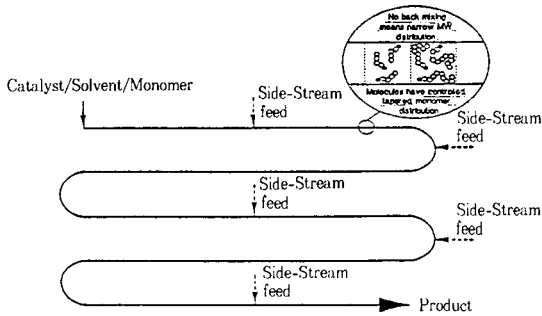 No back mixing
means narrow MW
distribution
Catalyst/Solvent/Monomer
Side-Stream
feed
Molecules have controlled
tapered, monomer
distribution
Side-Stream
feed
Side-Stream
feed
Side-Stream
feed
Side-Stream
feed
Product